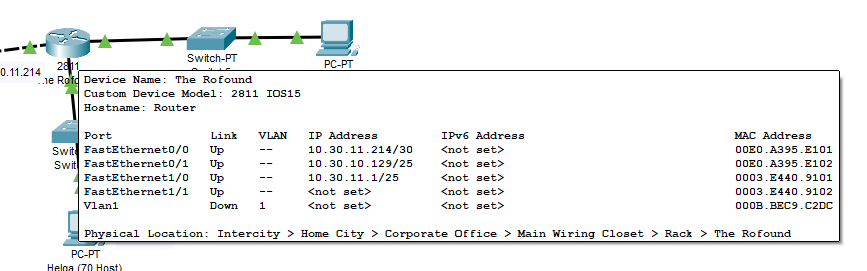 Switch-PT
PC-PT
0.11.214
2811
Device Name: The Rofound
Custom Device Model: 2811 IOS15
Hostname: Router
Port Link VLAN IP Address IPv6 Address MAC Address
FastEthernet0/0 Up -- 10.30.11.214/30 <not set> 00E0.A395.E101
FastEthernet0/1 Up -- 10.30.10.129/25 <not set> 00E0.A395.E102
FastEthernet1/0 Up -- 10.30.11.1/25 <not set> 0003.E440.9101
FastEthernet1/1 Up -- <not set> <not set> 0003.E440.9102
Vlan1 Down 1 <not set> <not set> 000B.BEC9.C2DC
Physical Location: Intercity > Home City > Corporate Office > Main Wiring Closet > Rack > The Rofound
PC-PT
Helga (70 Host)